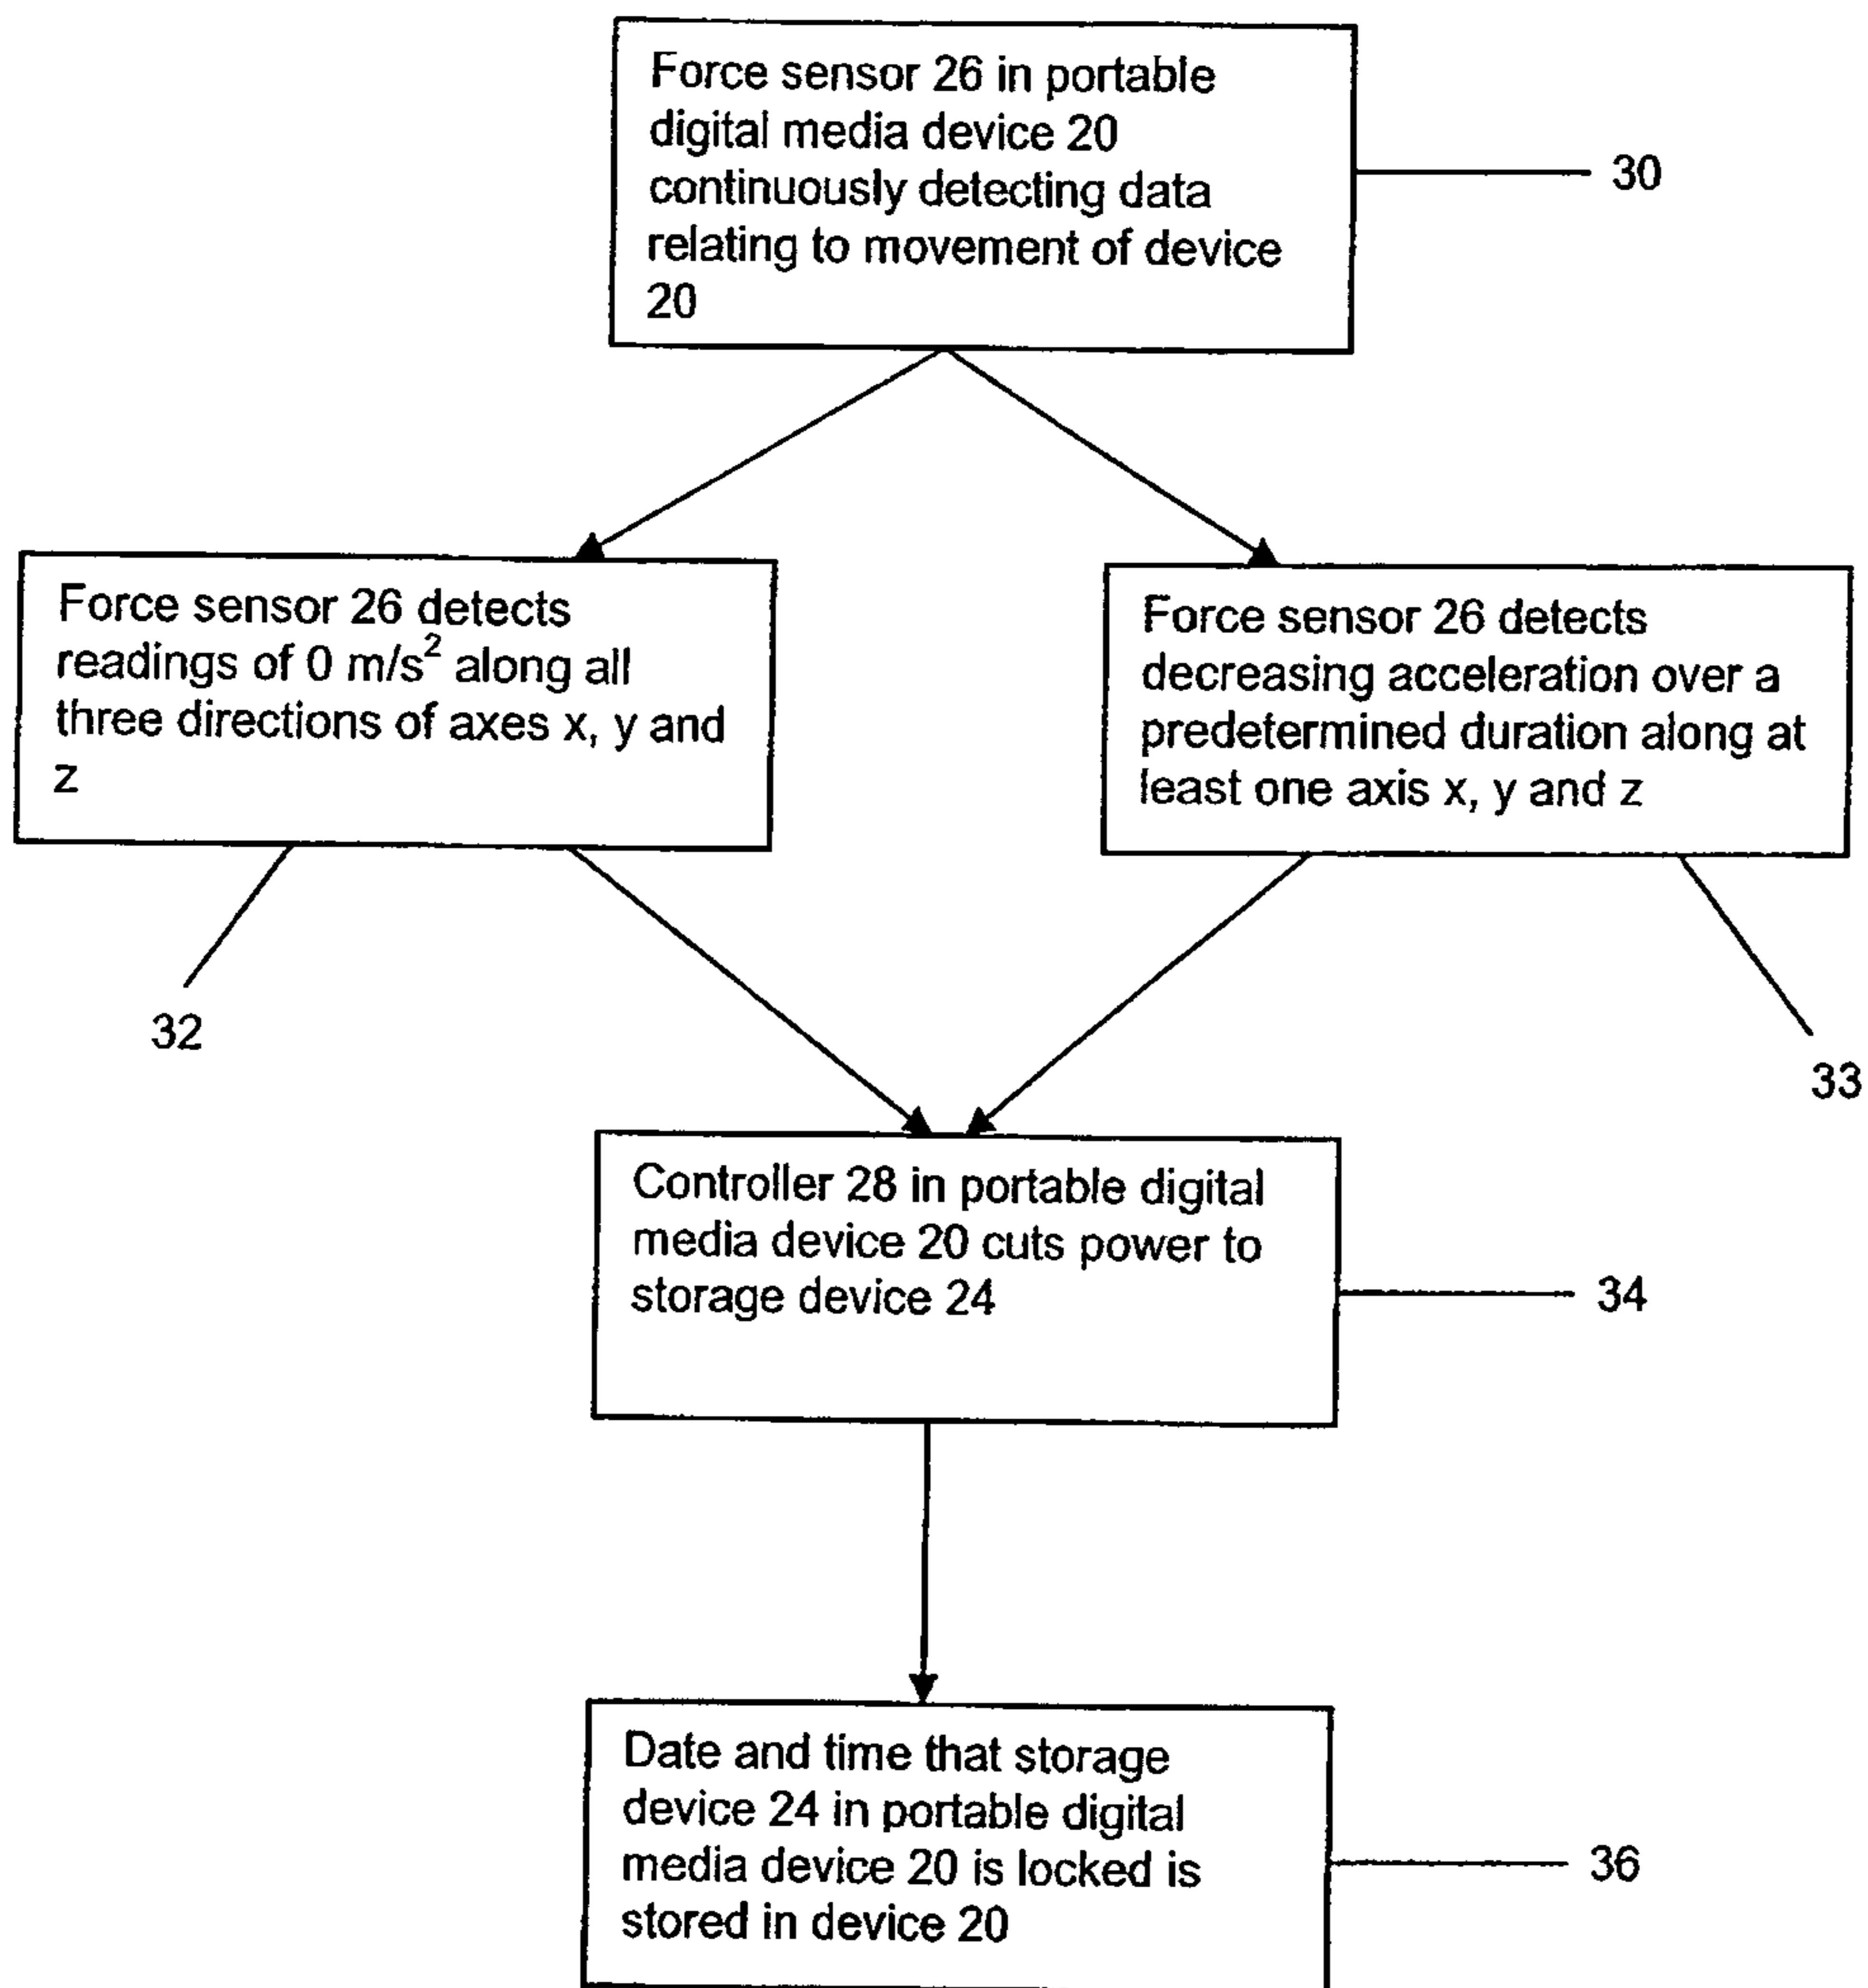 Force sensor 26 in portable
digital media device 20
continuously detecting data
relating to movement of device
20
30
Force sensor 26 detects
readings of 0 m/s² along all
three directions of axes x, y and
z
32
Force sensor 26 detects
decreasing acceleration over a
predetermined duration along at
least one axis x, y and z
33
Controller 28 in portable digital
media device 20 cuts power to
storage device 24
34
Date and time that storage
device 24 in portable digital
media device 20 is locked is
stored in device 20
36